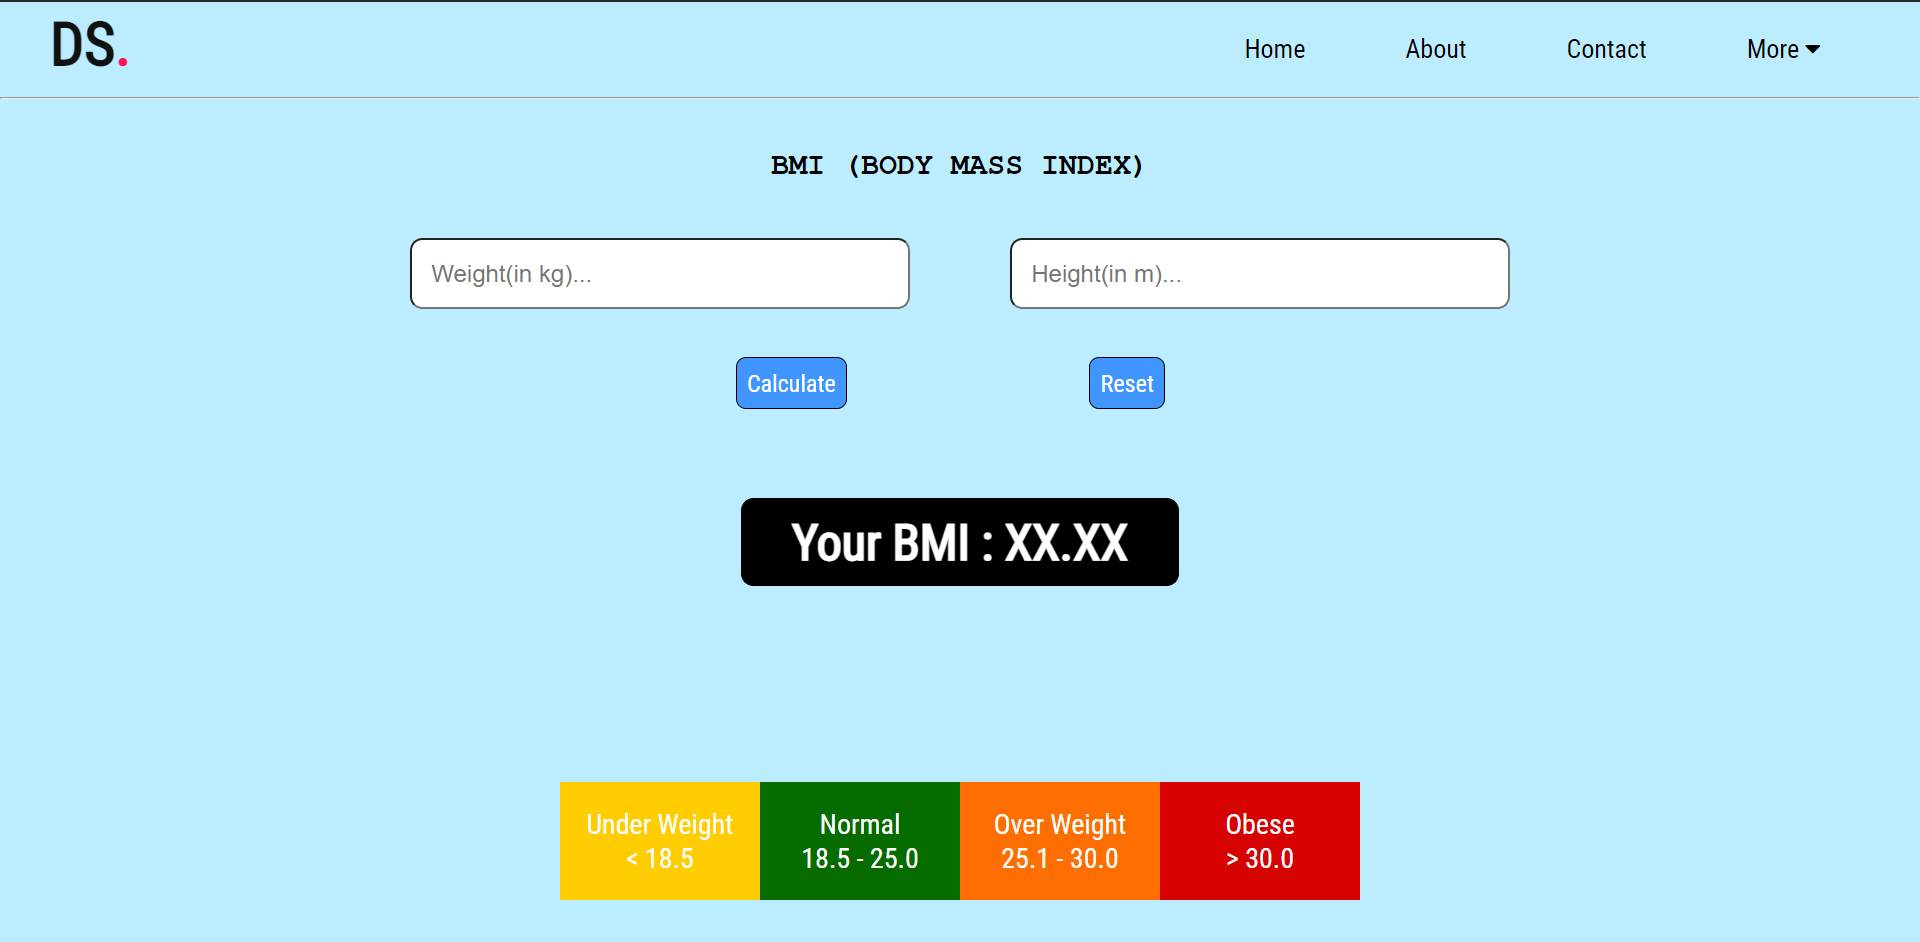 DS.
Home About Contact More
BMI (BODY MASS INDEX)
Weight(in kg)... Height(in m)...
Calculate Reset
Your BMI : XX.XX
Under Weight
< 18.5
Normal
18.5 - 25.0
Over Weight
25.1 - 30.0
Obese
> 30.0